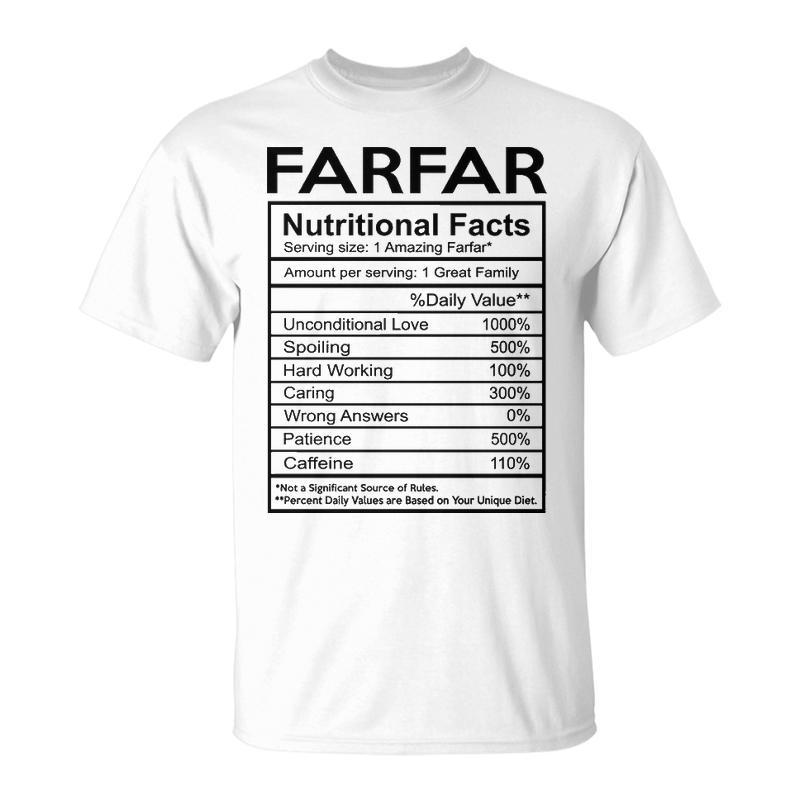 FARFAR
Nutritional Facts
Serving size: 1 Amazing Farfar*
Amount per serving: 1 Great Family
%Daily Value**
Unconditional Love 1000%
Spoiling 500%
Hard Working 100%
Caring 300%
Wrong Answers 0%
Patience 500%
Caffeine 110%
*Not a Significant Source of Rules.
**Percent Daily Values are Based on Your Unique Diet.